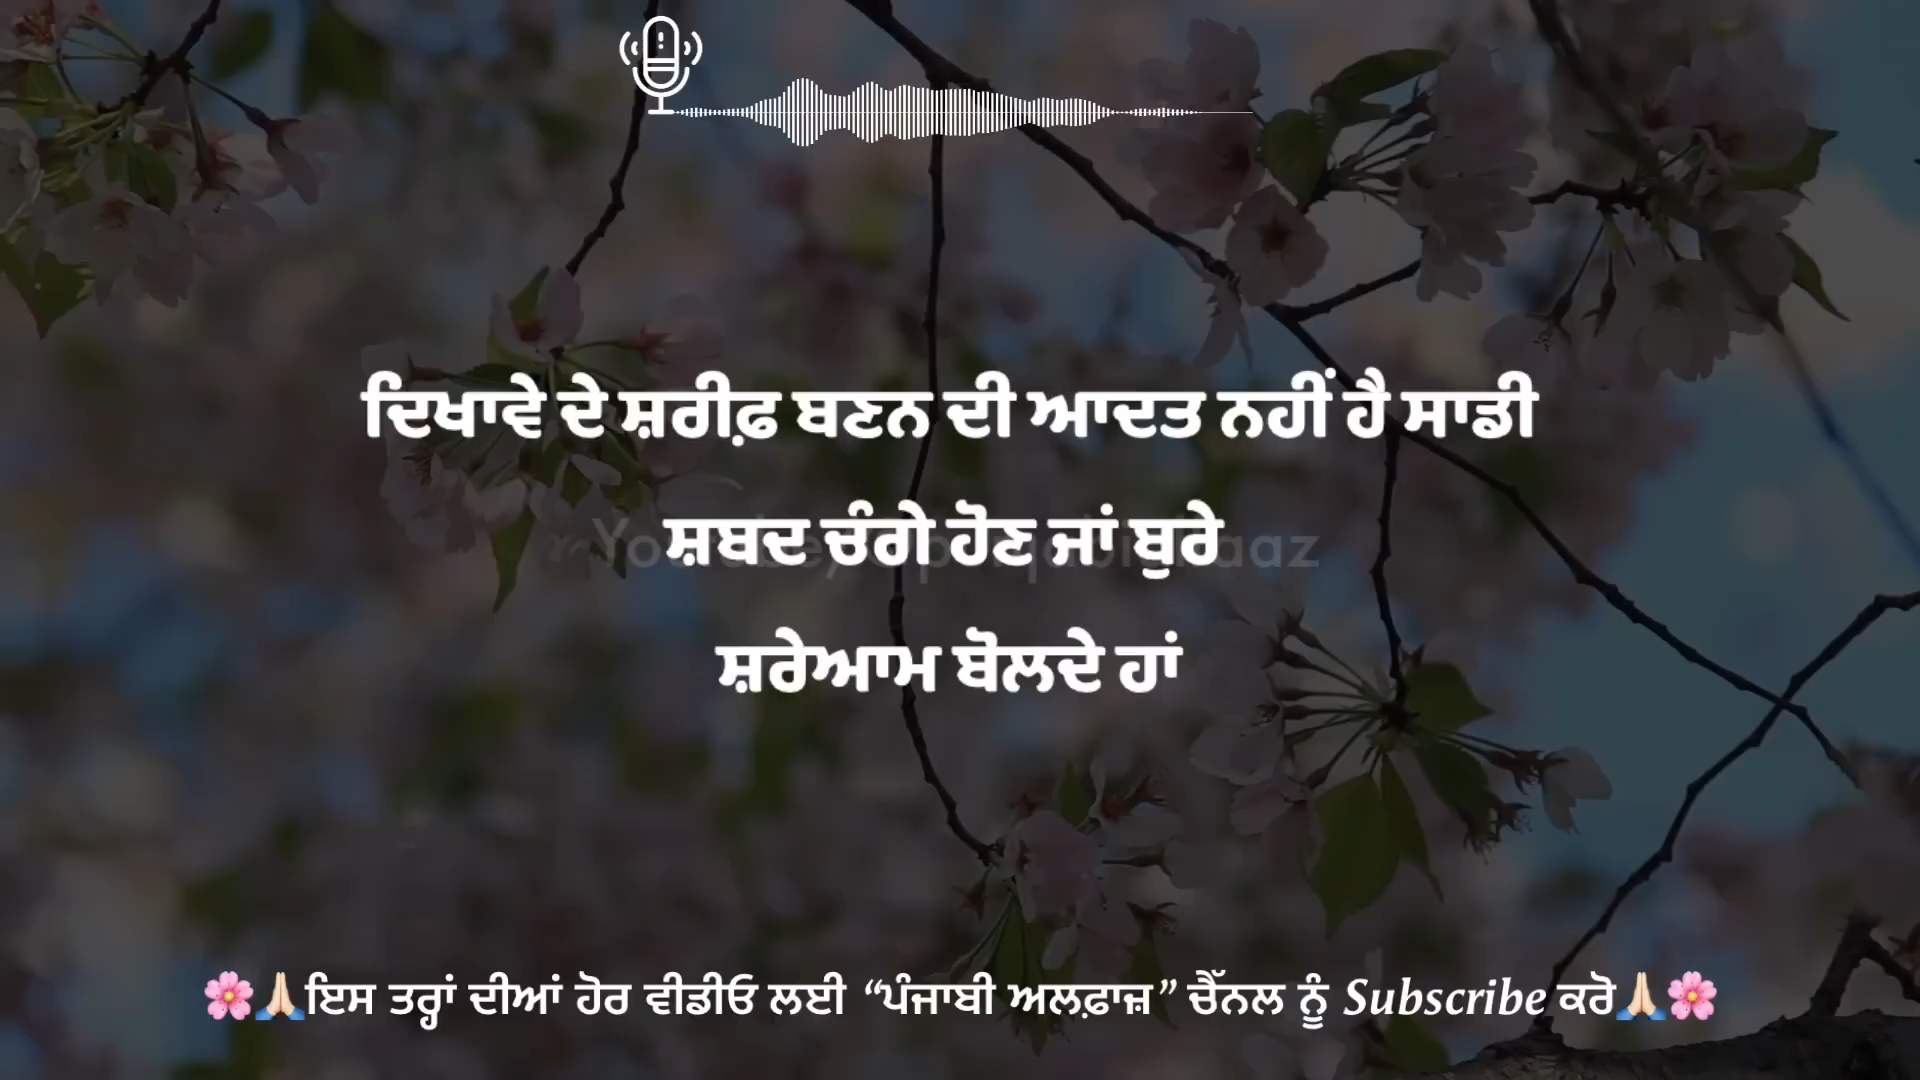 ਦਿਖਾਵੇ ਦੇ ਸ਼ਰੀਫ਼ ਬਣਨ ਦੀ ਆਦਤ ਨਹੀਂ ਹੈ ਸਾਡੀ
ਸ਼ਬਦ ਚੰਗੇ ਹੋਣ ਜਾਂ ਬੁਰੇ
ਸ਼ਰੇਆਮ ਬੋਲਦੇ ਹਾਂ
🌸🙏🏻ਇਸ ਤਰ੍ਹਾਂ ਦੀਆਂ ਹੋਰ ਵੀਡੀਓ ਲਈ “ਪੰਜਾਬੀ ਅਲਫ਼ਾਜ਼” ਚੈੱਨਲ ਨੂੰ Subscribe ਕਰੋ🙏🏻🌸